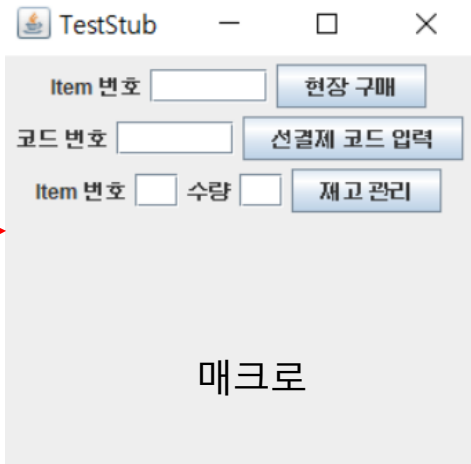 TestStub
Item 번호 현장 구매
코드 번호 선결제 코드 입력
Item 번호 수량 재고 관리
매크로